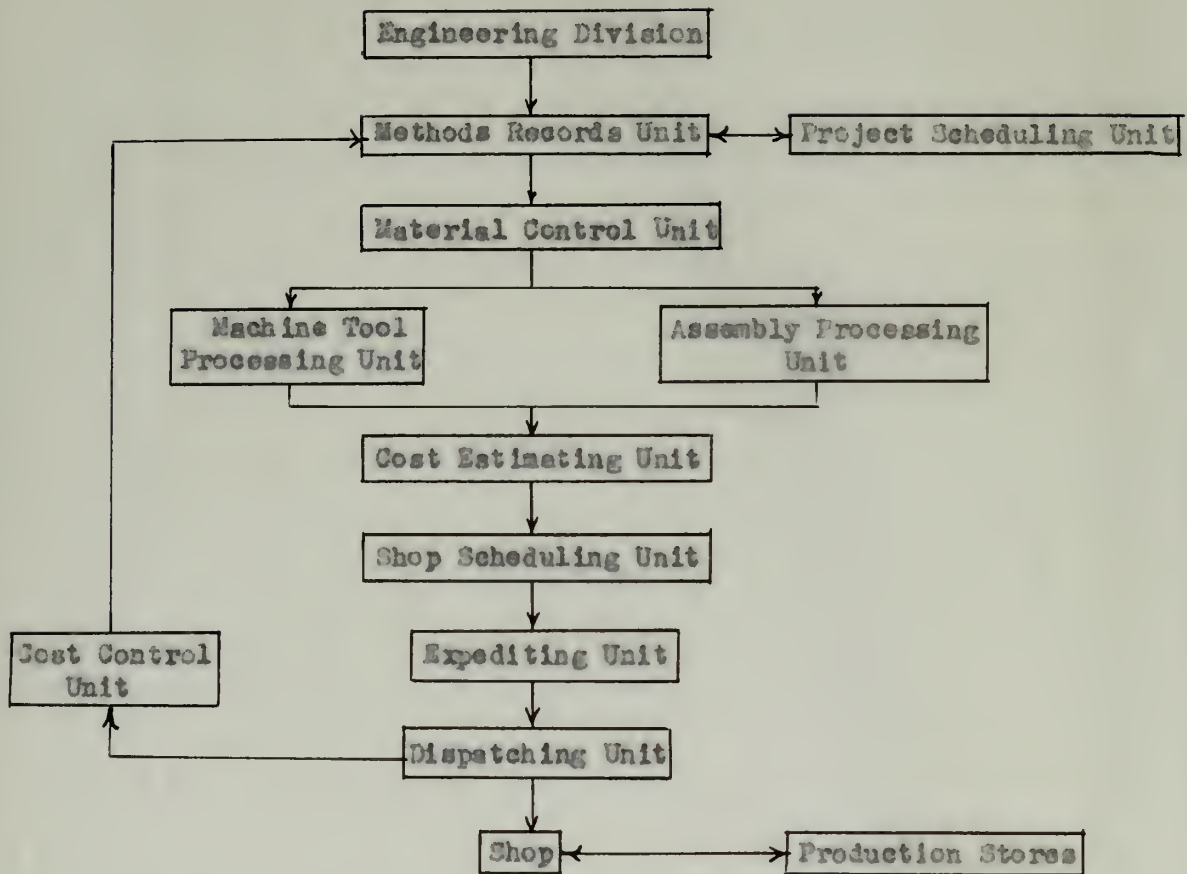 Engineering Division
Methods Records Unit
Project Scheduling Unit
Material Control Unit
Machine Tool
Processing Unit
Assembly Processing
Unit
Cost Estimating Unit
Shop Scheduling Unit
Cost Control
Unit
Expediting Unit
Dispatching Unit
Shop
Production Stores